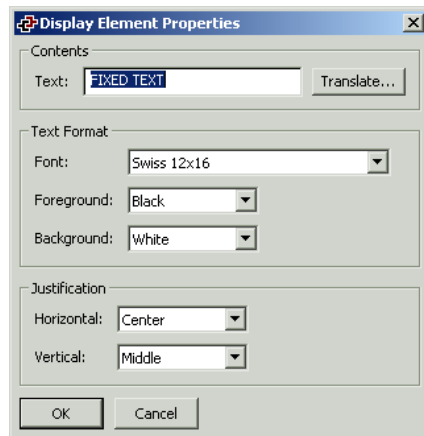 Display Element Properties
Contents
Text: FIXED TEXT Translate...
Text Format
Font: Swiss 12x16
Foreground: Black
Background: White
Justification
Horizontal: Center
Vertical: Middle
OK Cancel